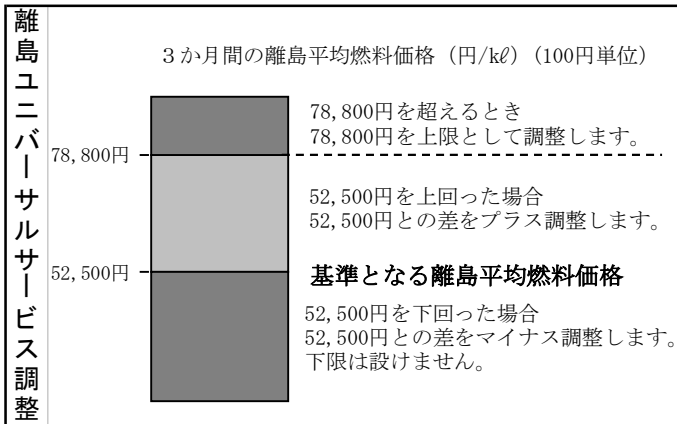 離島ユニバーサルサービス調整
３か月間の離島平均燃料価格（円/kℓ）(100円単位)
78,800円を超えるとき
78,800円を上限として調整します。
78,800円
52,500円を上回った場合
52,500円との差をプラス調整します。
52,500円
基準となる離島平均燃料価格
52,500円を下回った場合
52,500円との差をマイナス調整します。
下限は設けません。